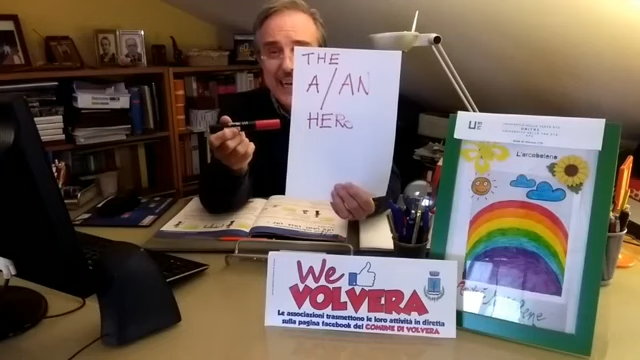 THE
A/AN
HERO
We
VOLVERA
Le associazioni trasmettono le loro attività in diretta
sulla pagina facebook del COMUNE DI VOLVERA
L'arcobaleno